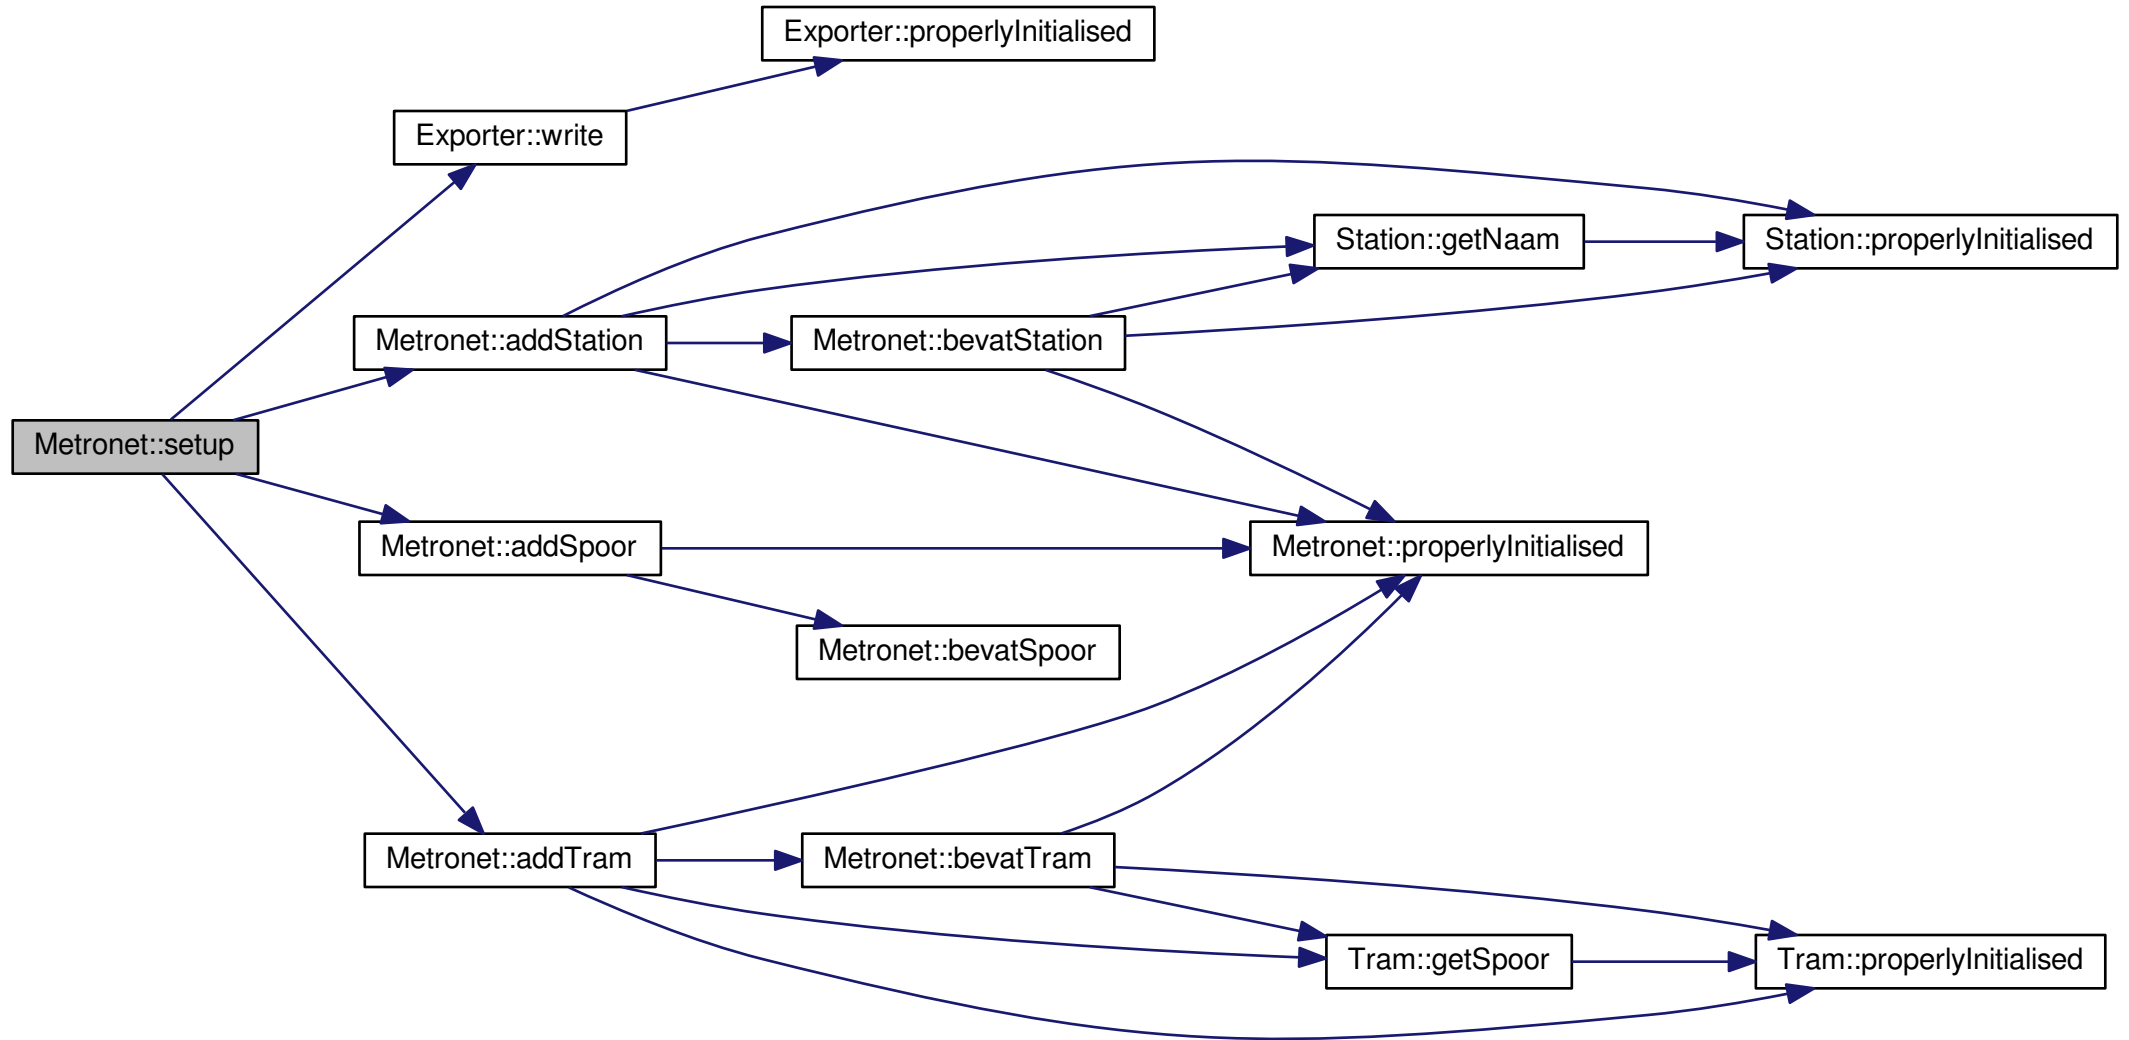 Exporter::properlyInitialised
Exporter::write
Station::getNaam
Station::properlyInitialised
Metronet::addStation
Metronet::bevatStation
Metronet::setup
Metronet::addSpoor
Metronet::properlyInitialised
Metronet::bevatSpoor
Metronet::addTram
Metronet::bevatTram
Tram::getSpoor
Tram::properlyInitialised